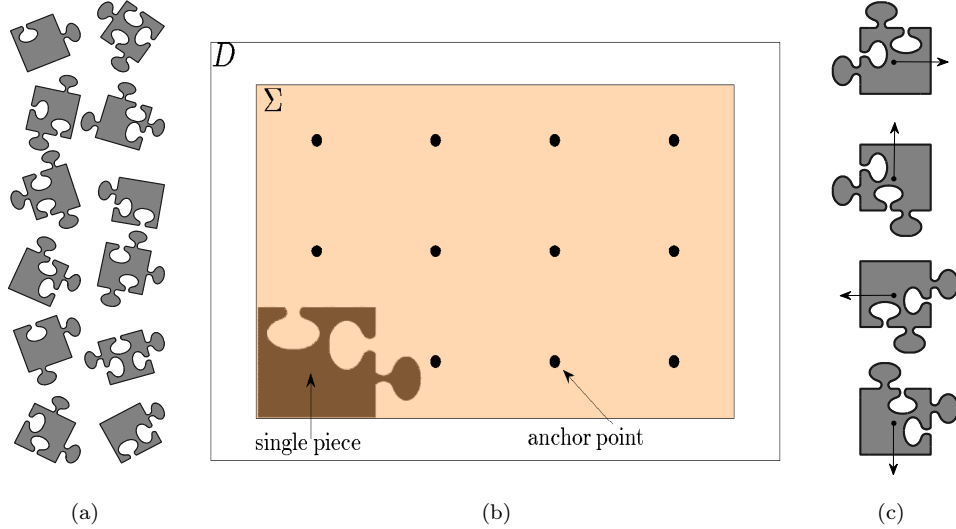 D
Σ
single piece
anchor point
(a)
(b)
(c)